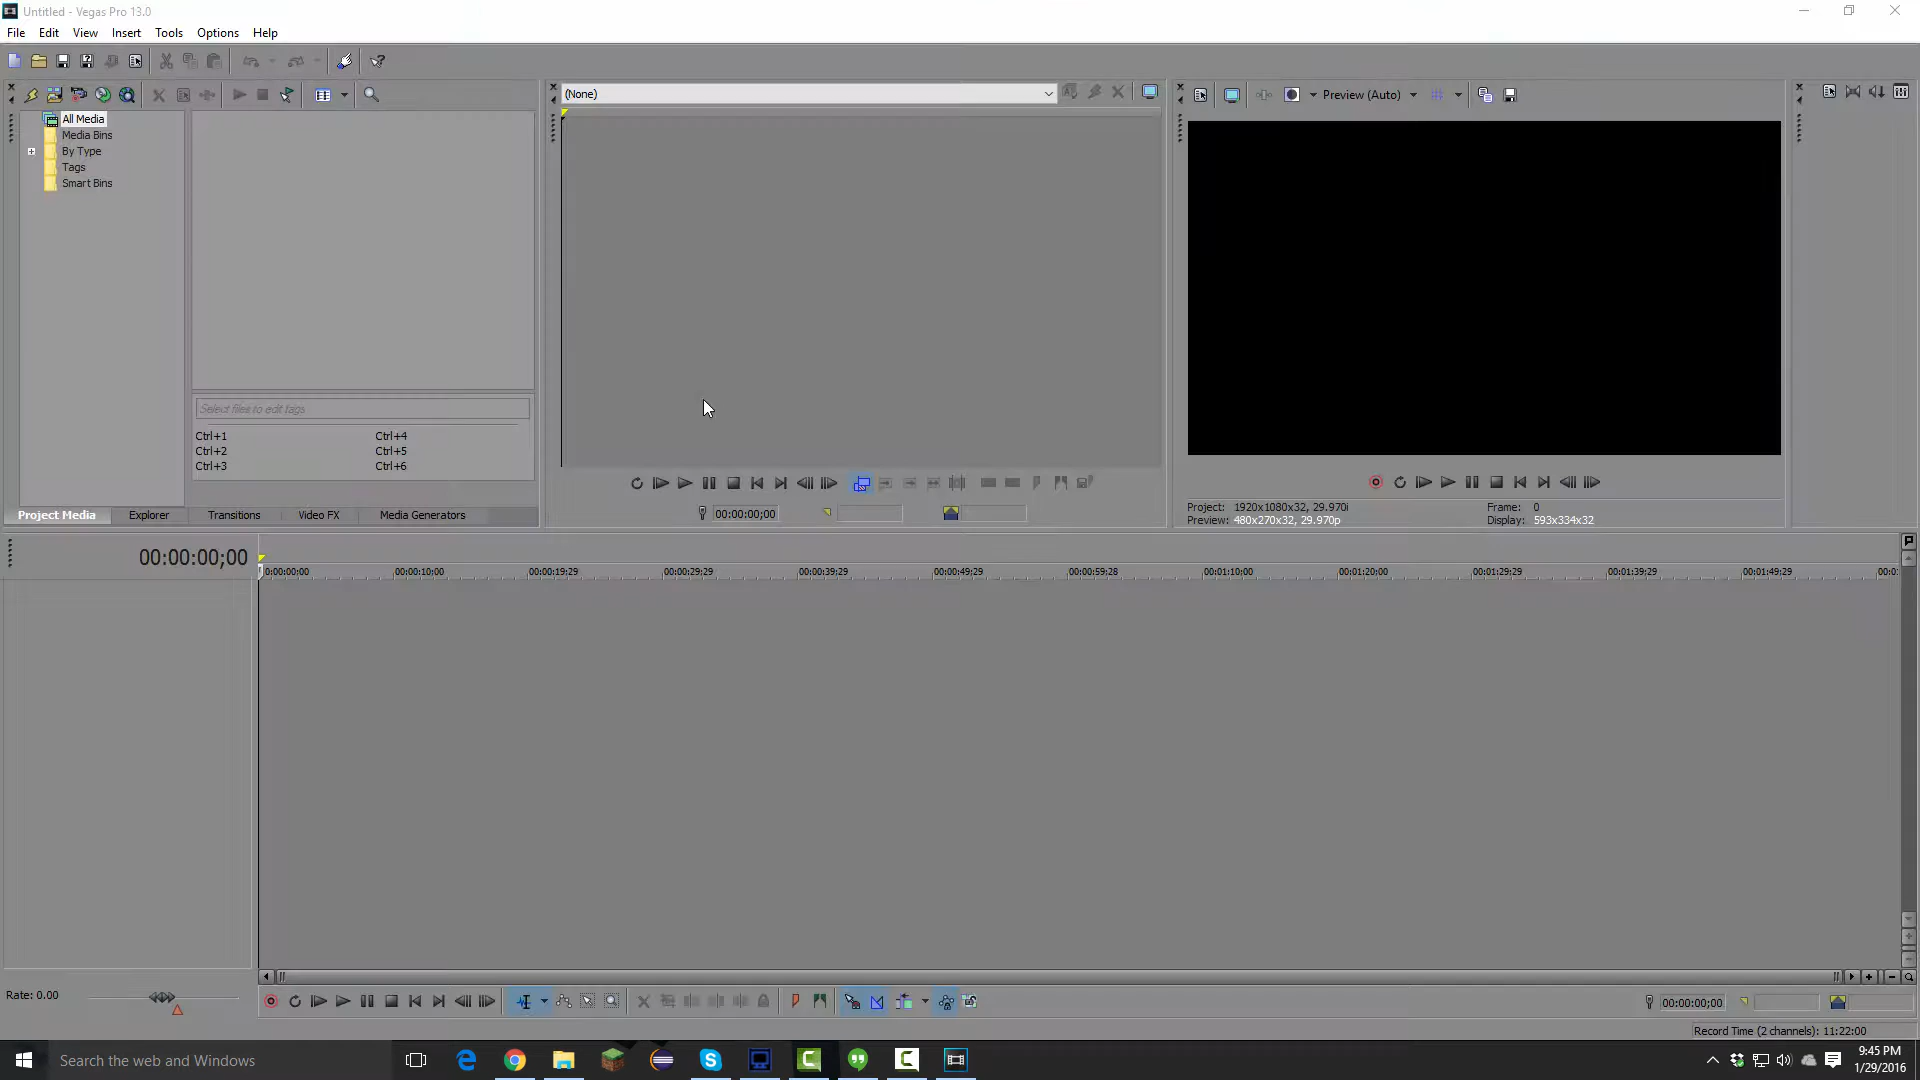 Untitled - Vegas Pro 13.0
File Edit View Insert Tools Options Help
(None)
Preview (Auto)
All Media
Media Bins
By Type
Tags
Smart Bins
Select files to edit tags
Ctrl+1 Ctrl+4
Ctrl+2 Ctrl+5
Ctrl+3 Ctrl+6
Project Media Explorer Transitions Video FX Media Generators
00:00:00;00
Project: 1920x1080x32, 29.970i Frame: 0
Preview: 480x270x32, 29.970p Display: 593x334x32
00:00:00;00
0:00:00;00 00:00:10;00 00:00:19;29 00:00:29;29 00:00:39;29 00:00:49;29 00:00:59;28 00:01:10;00 00:01:20;00 00:01:29;29 00:01:39;29 00:01:49;29
Rate: 0.00
00:00:00;00
Record Time (2 channels): 11:22:00
Search the web and Windows
9:45 PM
1/29/2016